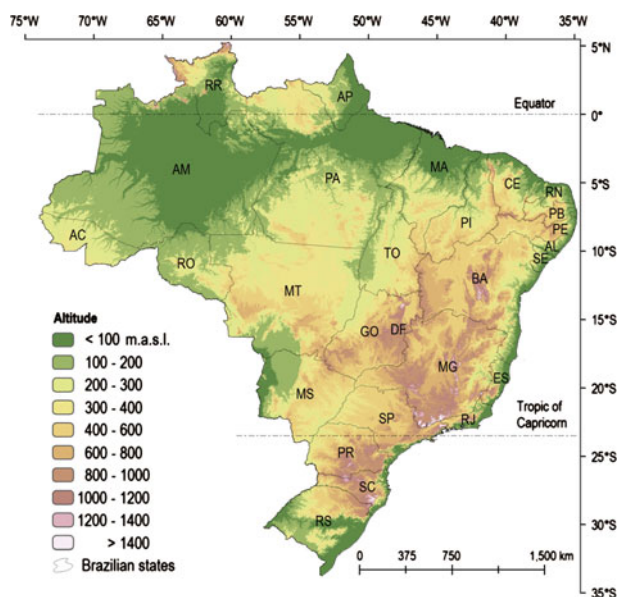 75°W 70°W 65°W 60°W 55°W 50°W 45°W 40°W 35°W
5°N
RR
AP
Equator
0°
AM
PA
MA
CE
RN
5°S
PB
PI
PE
AC
TO
AL
10°S
RO
SE
BA
MT
Altitude
15°S
< 100 m.a.s.l.
GO
DF
100 - 200
MG
200 - 300
ES
300 - 400
MS
20°S
400 - 600
SP
RJ
Tropic of
Capricorn
600 - 800
PR
25°S
800 - 1000
1000 - 1200
SC
1200 - 1400
RS
> 1400
30°S
Brazilian states
0 375 750 1,500 km
35°S